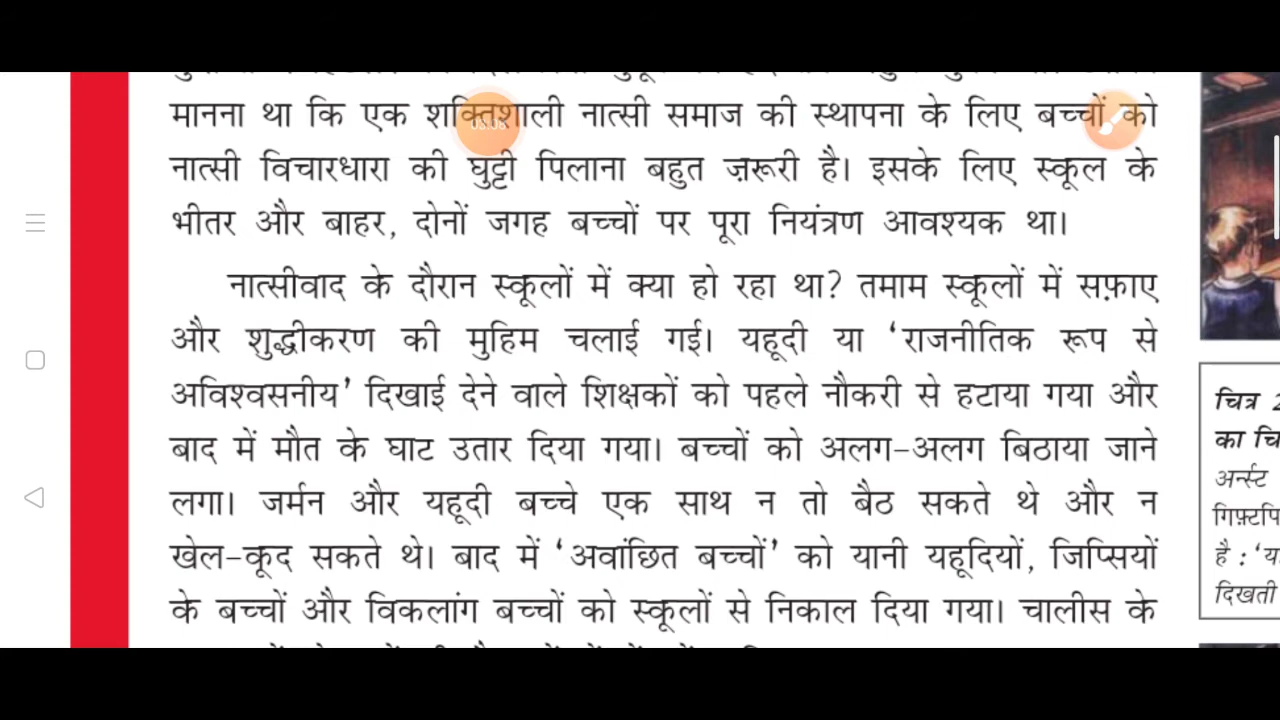 मानना था कि एक शक्तिशाली नात्सी समाज की स्थापना के लिए बच्चों को
नात्सी विचारधारा की घुट्टी पिलाना बहुत ज़रूरी है। इसके लिए स्कूल के
भीतर और बाहर, दोनों जगह बच्चों पर पूरा नियंत्रण आवश्यक था।
नात्सीवाद के दौरान स्कूलों में क्या हो रहा था? तमाम स्कूलों में सफ़ाए
और शुद्धीकरण की मुहिम चलाई गई। यहूदी या ‘राजनीतिक रूप से
अविश्वसनीय’ दिखाई देने वाले शिक्षकों को पहले नौकरी से हटाया गया और
बाद में मौत के घाट उतार दिया गया। बच्चों को अलग-अलग बिठाया जाने
लगा। जर्मन और यहूदी बच्चे एक साथ न तो बैठ सकते थे और न
खेल-कूद सकते थे। बाद में ‘अवांछित बच्चों’ को यानी यहूदियों, जिप्सियों
के बच्चों और विकलांग बच्चों को स्कूलों से निकाल दिया गया। चालीस के
चित्र 2
का चि
अर्न्स्ट
गिफ़्टपि
है : ‘य
दिखती